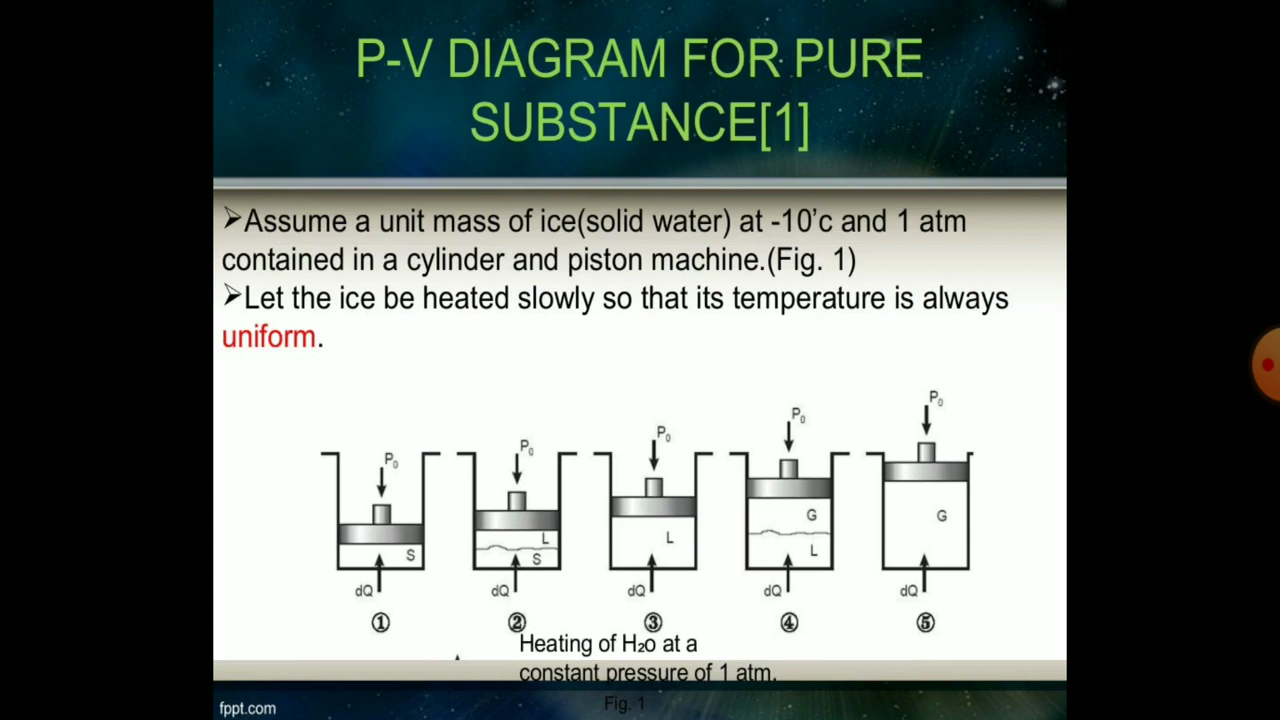 P-V DIAGRAM FOR PURE
SUBSTANCE[1]
➢Assume a unit mass of ice(solid water) at -10’c and 1 atm
contained in a cylinder and piston machine.(Fig. 1)
➢Let the ice be heated slowly so that its temperature is always
uniform.
P₀ P₀ P₀ P₀ P₀
S L S L G L G
dQ dQ dQ dQ dQ
① ② ③ ④ ⑤
Heating of H₂o at a
constant pressure of 1 atm.
Fig. 1
fppt.com